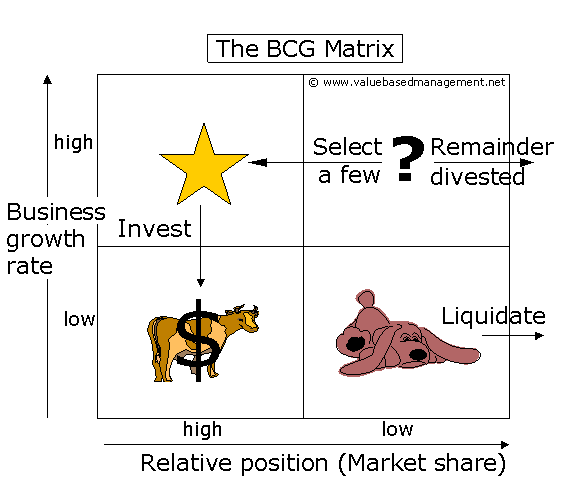 The BCG Matrix
© www.valuebasedmanagement.net
high
Select
a few
?
Remainder
divested
Business
growth
rate
Invest
low
$
Liquidate
high
low
Relative position (Market share)